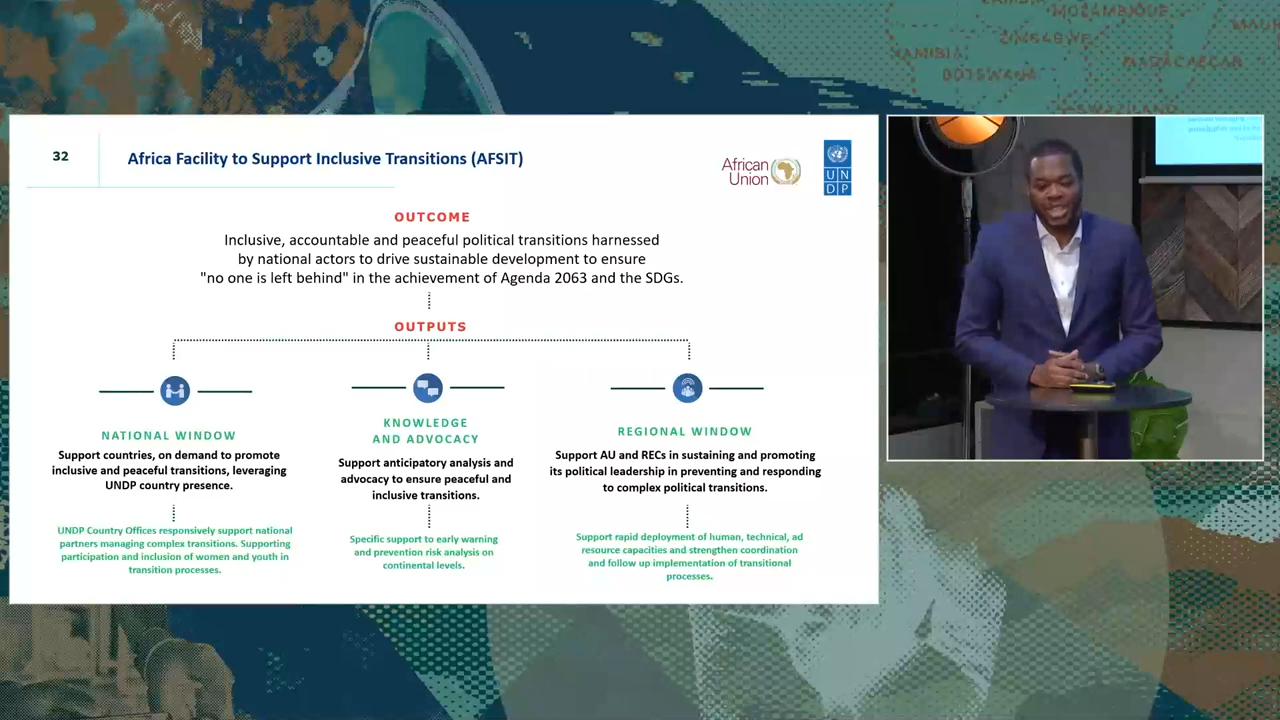 MOZAMBIQUE
ZIMBABWE
NAMIBIA
BOTSWANA
MADAGASCAR
SWAZILAND
32
Africa Facility to Support Inclusive Transitions (AFSIT)
African
Union
U N
D P
OUTCOME
Inclusive, accountable and peaceful political transitions harnessed
by national actors to drive sustainable development to ensure
"no one is left behind" in the achievement of Agenda 2063 and the SDGs.
OUTPUTS
NATIONAL WINDOW
Support countries, on demand to promote
inclusive and peaceful transitions, leveraging
UNDP country presence.
UNDP Country Offices responsively support national
partners managing complex transitions. Supporting
participation and inclusion of women and youth in
transition processes.
KNOWLEDGE
AND ADVOCACY
Support anticipatory analysis and
advocacy to ensure peaceful and
inclusive transitions.
Specific support to early warning
and prevention risk analysis on
continental levels.
REGIONAL WINDOW
Support AU and RECs in sustaining and promoting
its political leadership in preventing and responding
to complex political transitions.
Support rapid deployment of human, technical, ad
resource capacities and strengthen coordination
and follow up implementation of transitional
processes.